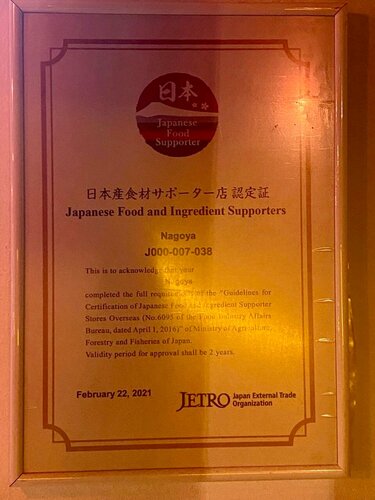 日本
Japanese
Food
Supporter
日本産食材サポーター店 認定証
Japanese Food and Ingredient Supporters
Nagoya
J000-007-038
This is to acknowledge that your
Nagoya
completed the full requirements of the "Guidelines for
Certification of Japanese Food and Ingredient Supporter
Stores Overseas (No.6095 of the Food Industry Affairs
Bureau, dated April 1, 2016)" of Ministry of Agriculture,
Forestry and Fisheries of Japan.
Validity period for approval shall be 2 years.
February 22, 2021
JETRO Japan External Trade
Organization